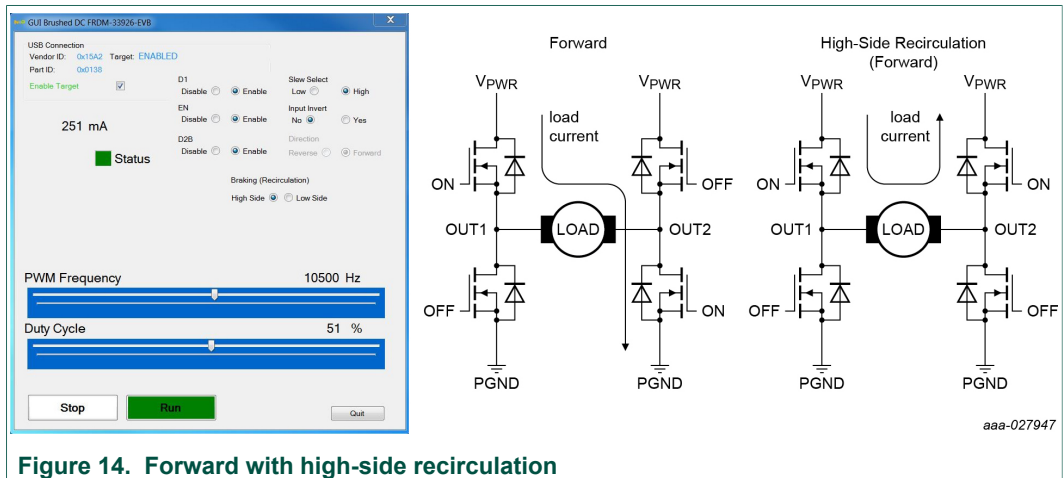 GUI Brushed DC FRDM-33926-EVB
X
USB Connection
Vendor ID: 0x15A2 Target: ENABLED
Part ID: 0x0138
Enable Target
251 mA
Status
D1
Disable Enable
EN
Disable Enable
D2B
Disable Enable
Slew Select
Low High
Input Invert
No Yes
Direction
Reverse Forward
Braking (Recirculation)
High Side Low Side
PWM Frequency 10500 Hz
Duty Cycle 51 %
Stop Run Quit
Forward
VPWR VPWR
load
current
ON OFF
OUT1 LOAD OUT2
OFF ON
PGND PGND
High-Side Recirculation
(Forward)
VPWR VPWR
load
current
ON ON
OUT1 LOAD OUT2
OFF OFF
PGND PGND
aaa-027947
Figure 14. Forward with high-side recirculation